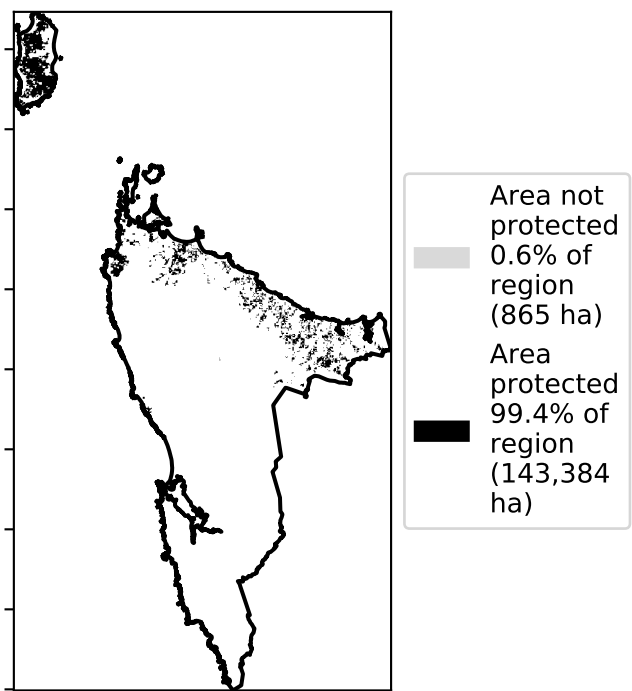 Area not
protected
0.6% of
region
(865 ha)
Area
protected
99.4% of
region
(143,384
ha)